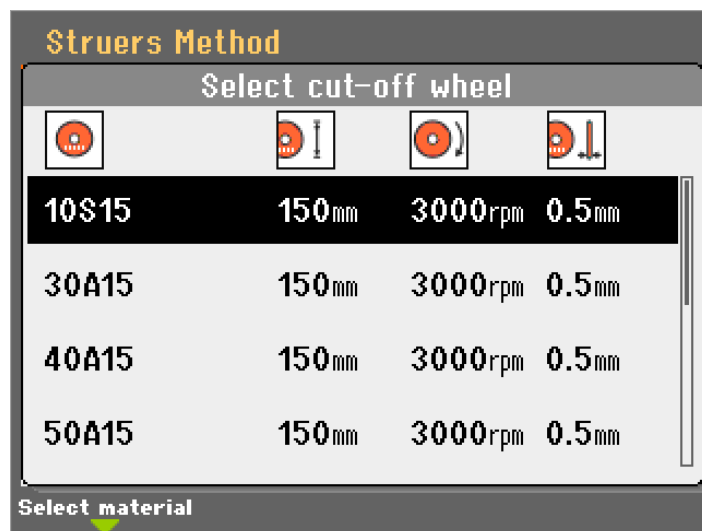 Struers Method
Select cut-off wheel
10S15 150mm 3000rpm 0.5mm
30A15 150mm 3000rpm 0.5mm
40A15 150mm 3000rpm 0.5mm
50A15 150mm 3000rpm 0.5mm
Select material